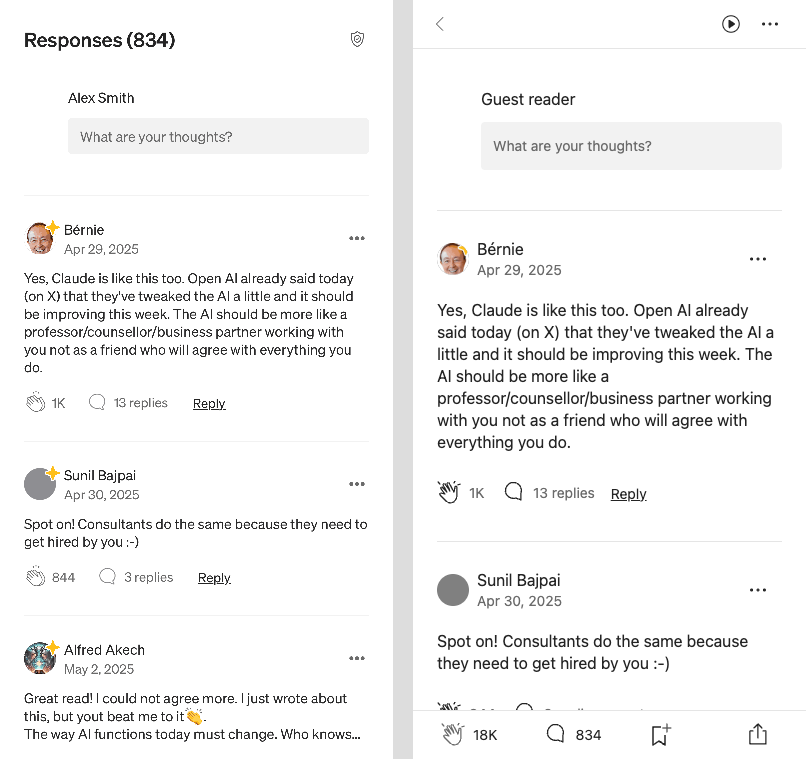 Responses (834)
Alex Smith
What are your thoughts?
Bérnie
Apr 29, 2025
Yes, Claude is like this too. Open AI already said today
(on X) that they've tweaked the AI a little and it should
be improving this week. The AI should be more like a
professor/counsellor/business partner working with
you not as a friend who will agree with everything you
do.
1K 13 replies Reply
Sunil Bajpai
Apr 30, 2025
Spot on! Consultants do the same because they need to
get hired by you :-)
844 3 replies Reply
Alfred Akech
May 2, 2025
Great read! I could not agree more. I just wrote about
this, but yout beat me to it👏.
The way AI functions today must change. Who knows...
Guest reader
What are your thoughts?
Bérnie
Apr 29, 2025
Yes, Claude is like this too. Open AI already
said today (on X) that they've tweaked the AI a
little and it should be improving this week. The
AI should be more like a
professor/counsellor/business partner working
with you not as a friend who will agree with
everything you do.
1K 13 replies Reply
Sunil Bajpai
Apr 30, 2025
Spot on! Consultants do the same because
they need to get hired by you :-)
18K 834